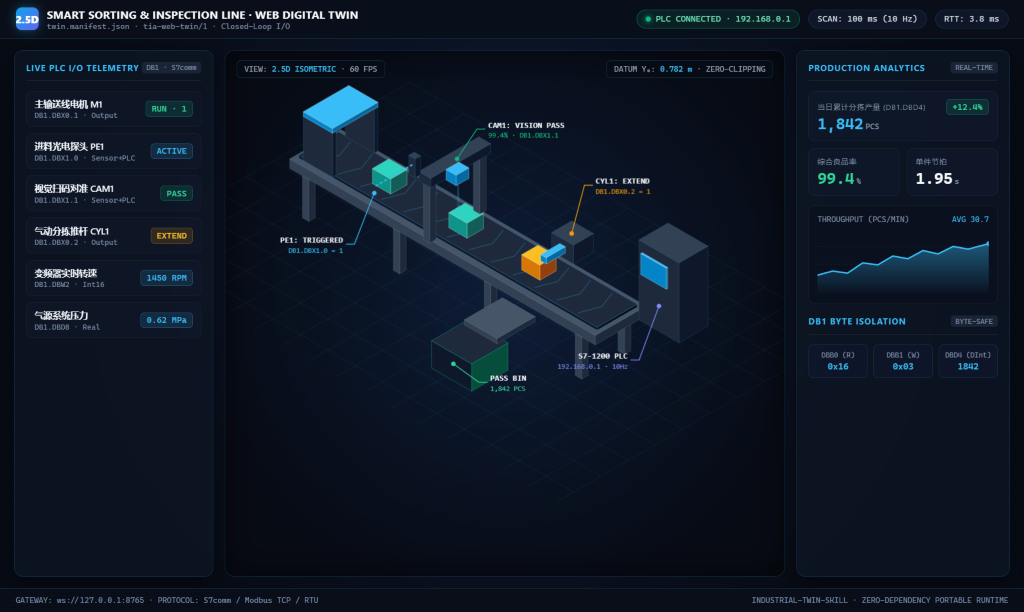 2.5D
SMART SORTING & INSPECTION LINE · WEB DIGITAL TWIN
twin.manifest.json · tia-web-twin/1 · Closed-Loop I/O
PLC CONNECTED · 192.168.0.1
SCAN: 100 ms (10 Hz)
RTT: 3.8 ms
LIVE PLC I/O TELEMETRY
DB1 · S7comm
主输送线电机 M1
DB1.DBX0.1 · Output
RUN · 1
进料光电探头 PE1
DB1.DBX1.0 · Sensor→PLC
ACTIVE
视觉扫码对准 CAM1
DB1.DBX1.1 · Sensor→PLC
PASS
气动分拣推杆 CYL1
DB1.DBX0.2 · Output
EXTEND
变频器实时转速
DB1.DBW2 · Int16
1450 RPM
气源系统压力
DB1.DBD8 · Real
0.62 MPa
VIEW: 2.5D ISOMETRIC · 60 FPS
DATUM Y₀: 0.782 m · ZERO-CLIPPING
CAM1: VISION PASS
99.4% · DB1.DBX1.1
CYL1: EXTEND
DB1.DBX0.2 = 1
PE1: TRIGGERED
DB1.DBX1.0 = 1
S7-1200 PLC
192.168.0.1 · 10Hz
PASS BIN
1,842 PCS
PRODUCTION ANALYTICS
REAL-TIME
当日累计分拣产量 (DB1.DBD4)
+12.4%
1,842 PCS
综合良品率
99.4 %
单件节拍
1.95 s
THROUGHPUT (PCS/MIN)
AVG 30.7
DB1 BYTE ISOLATION
BYTE-SAFE
DBB0 (R)
0x16
DBB1 (W)
0x03
DBD4 (DInt)
1842
GATEWAY: ws://127.0.0.1:8765 · PROTOCOL: S7comm / Modbus TCP / RTU
INDUSTRIAL-TWIN-SKILL · ZERO-DEPENDENCY PORTABLE RUNTIME